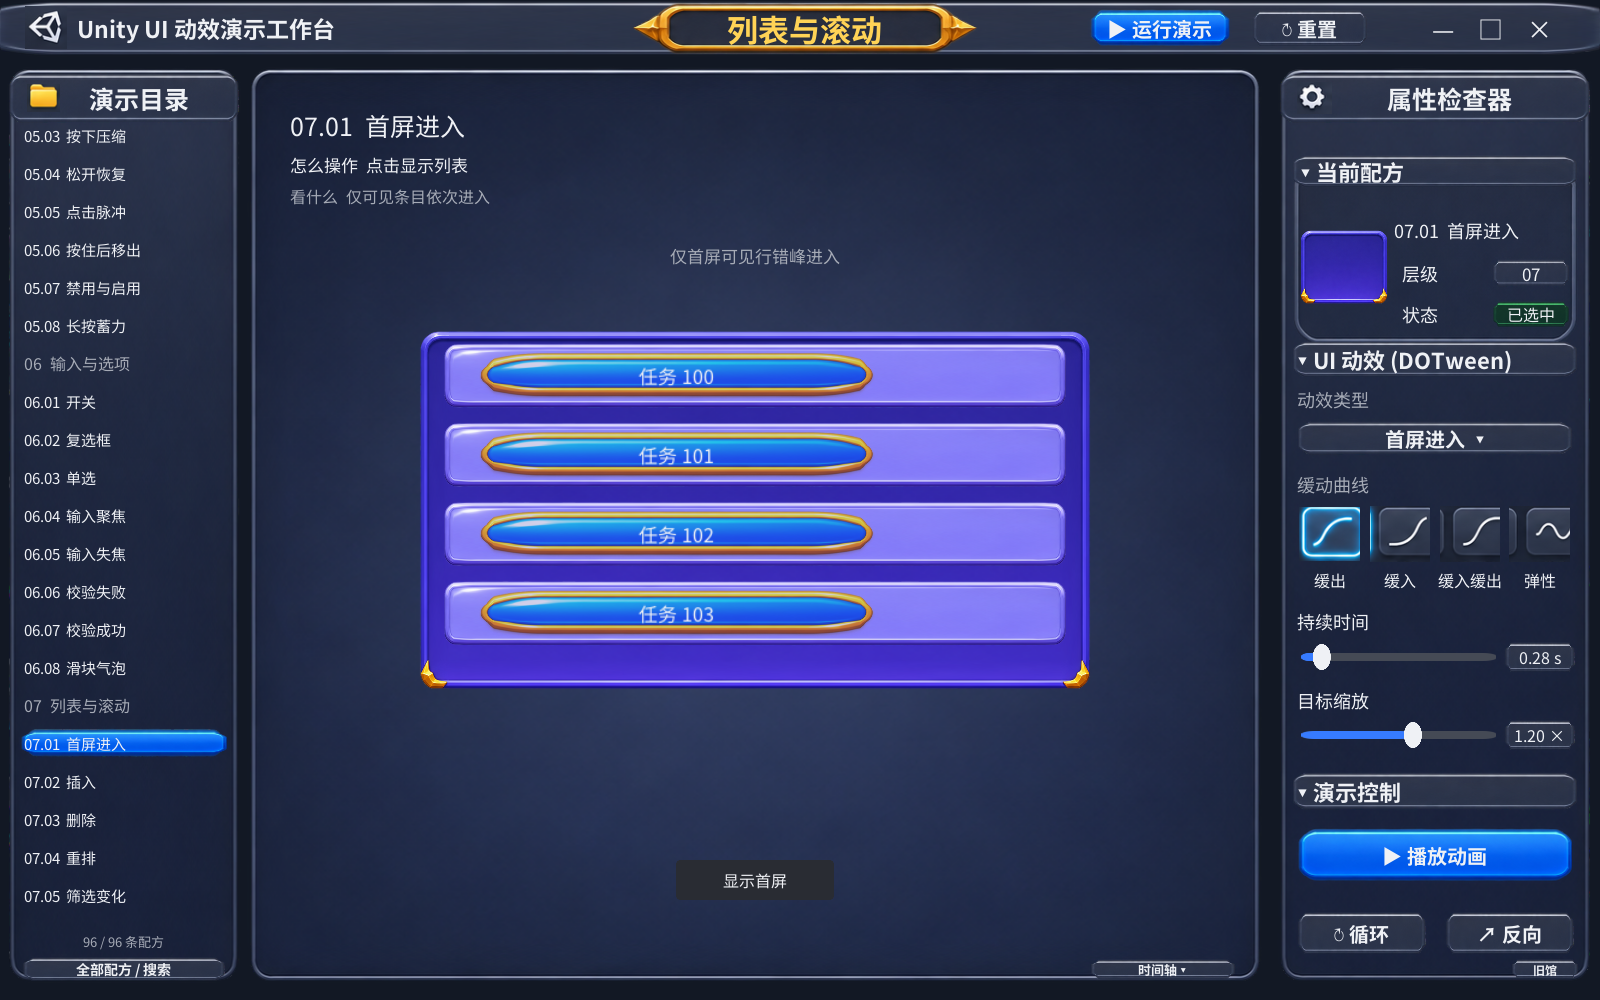 Unity UI 动效演示工作台
列表与滚动
▶ 运行演示
↻ 重置
演示目录
05.03 按下压缩
05.04 松开恢复
05.05 点击脉冲
05.06 按住后移出
05.07 禁用与启用
05.08 长按蓄力
06 输入与选项
06.01 开关
06.02 复选框
06.03 单选
06.04 输入聚焦
06.05 输入失焦
06.06 校验失败
06.07 校验成功
06.08 滑块气泡
07 列表与滚动
07.01 首屏进入
07.02 插入
07.03 删除
07.04 重排
07.05 筛选变化
96 / 96 条配方
全部配方 / 搜索
07.01 首屏进入
怎么操作 点击显示列表
看什么 仅可见条目依次进入
仅首屏可见行错峰进入
任务 100
任务 101
任务 102
任务 103
显示首屏
时间轴 ▾
属性检查器
▾ 当前配方
07.01 首屏进入
层级 07
状态 已选中
▾ UI 动效 (DOTween)
动效类型
首屏进入 ▾
缓动曲线
缓出 缓入 缓入缓出 弹性
持续时间
0.28 s
目标缩放
1.20 ×
▾ 演示控制
▶ 播放动画
↻ 循环
↗ 反向
旧馆